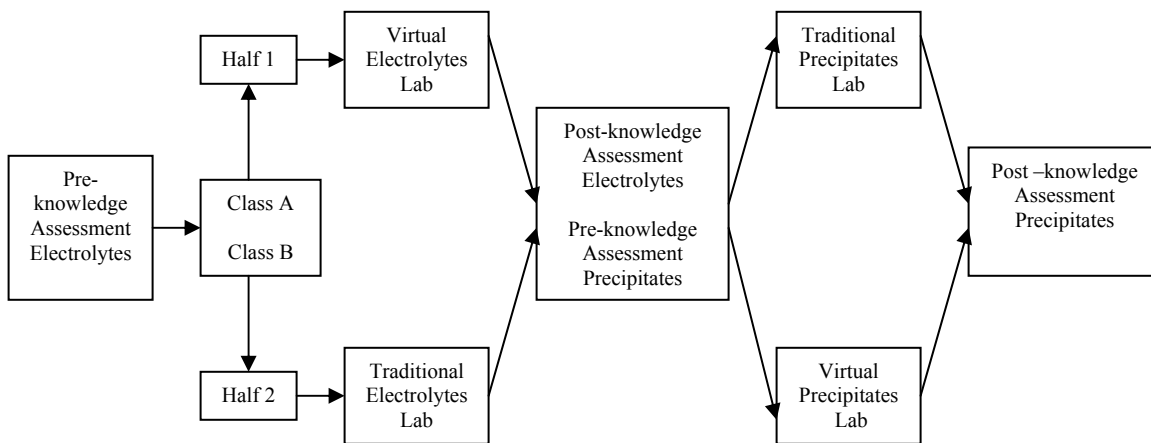 Pre-
knowledge
Assessment
Electrolytes
Class A
Class B
Half 1
Virtual
Electrolytes
Lab
Half 2
Traditional
Electrolytes
Lab
Post-knowledge
Assessment
Electrolytes
Pre-knowledge
Assessment
Precipitates
Traditional
Precipitates
Lab
Virtual
Precipitates
Lab
Post –knowledge
Assessment
Precipitates